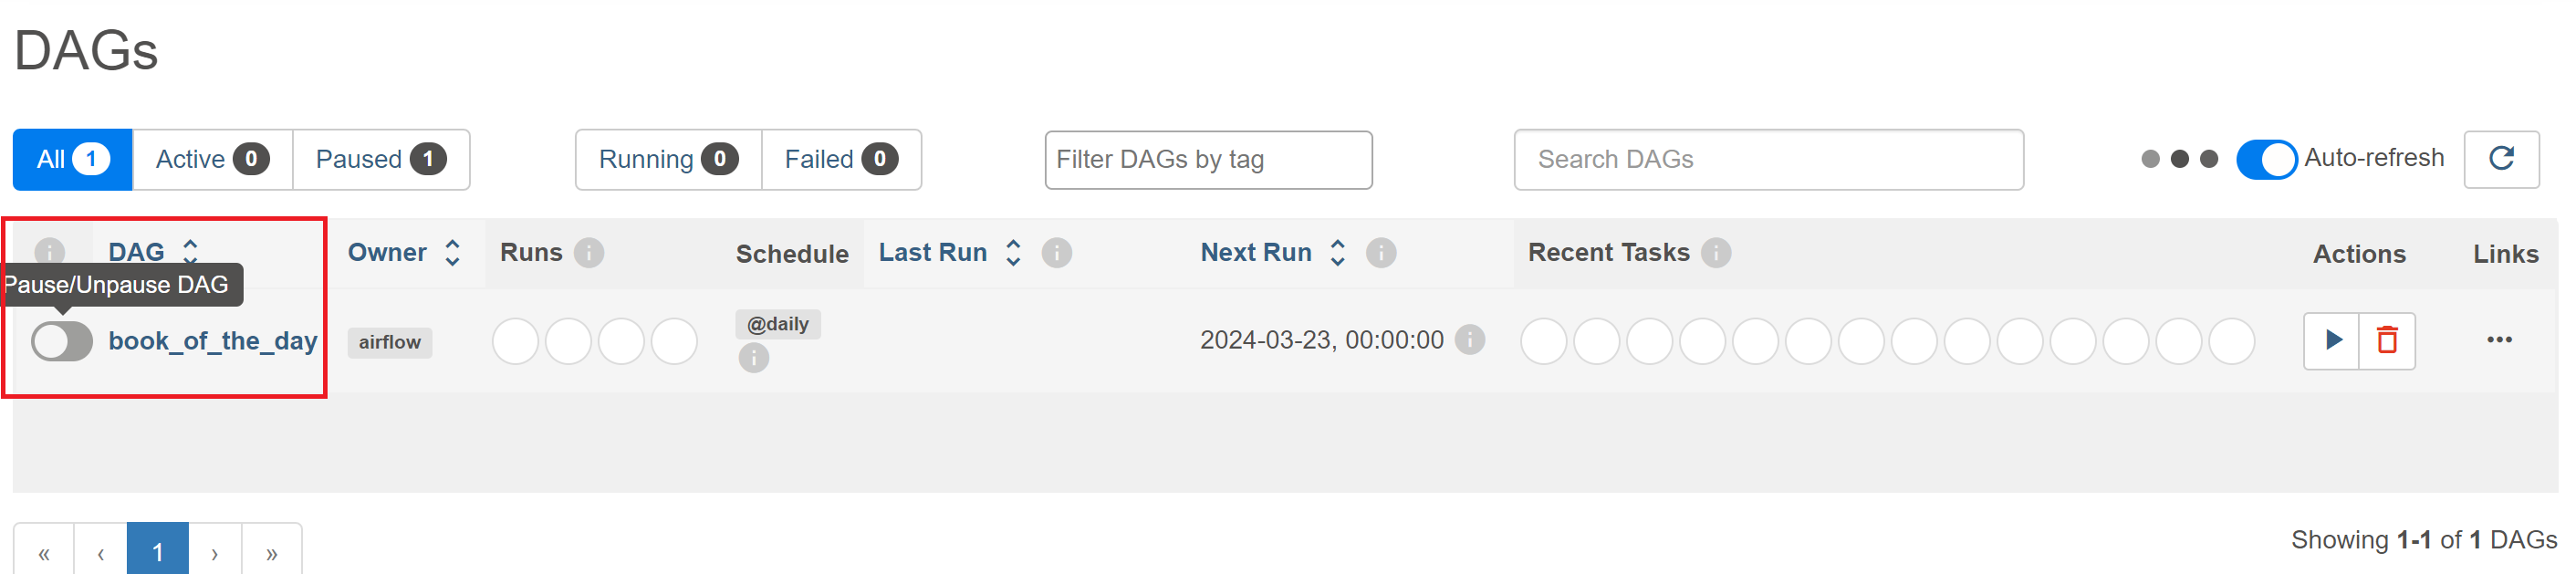 DAGs
All 1 Active 0 Paused 1 Running 0 Failed 0 Filter DAGs by tag Search DAGs Auto-refresh
DAG Owner Runs Schedule Last Run Next Run Recent Tasks Actions Links
Pause/Unpause DAG
book_of_the_day airflow @daily 2024-03-23, 00:00:00
« ‹ 1 › »
Showing 1-1 of 1 DAGs